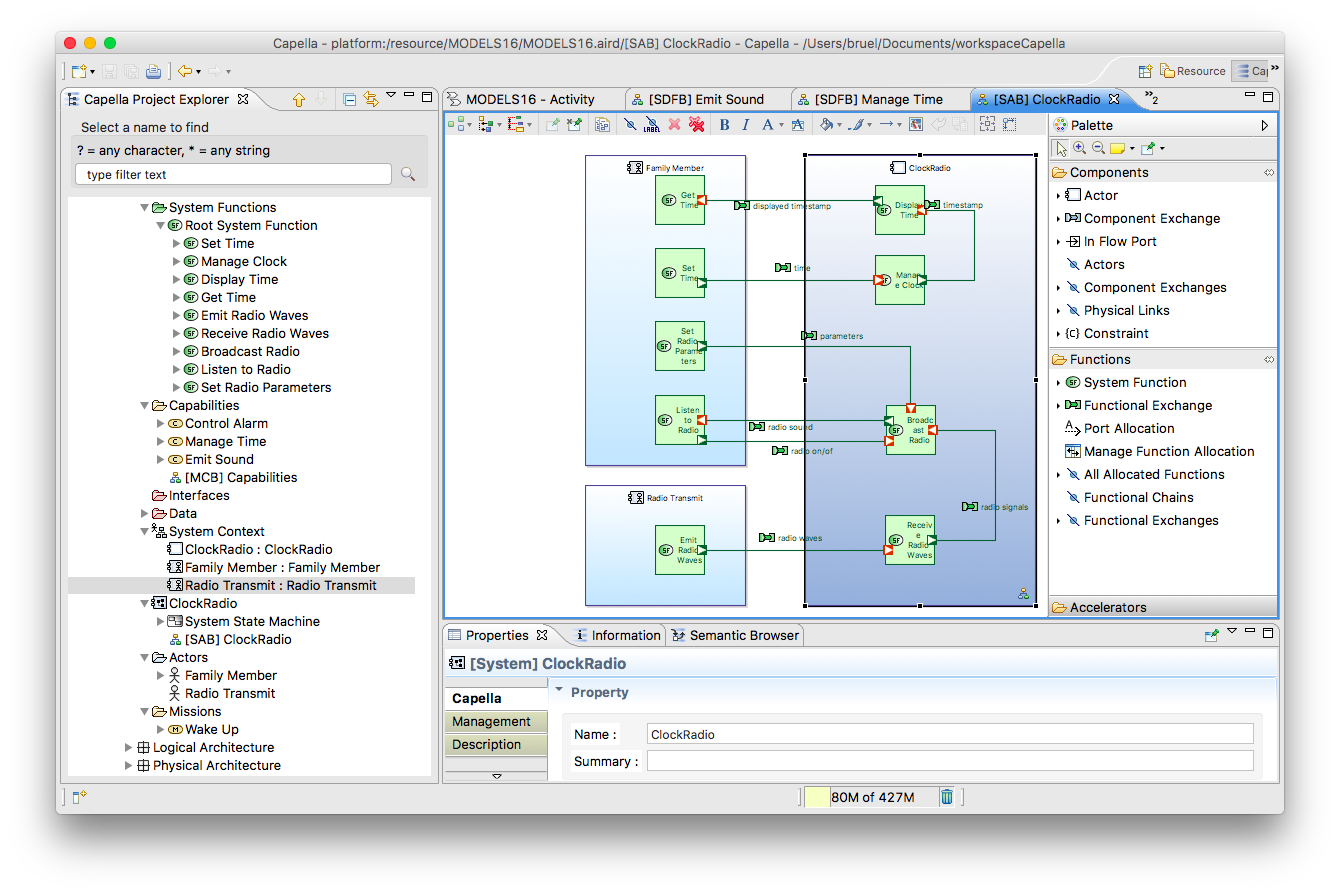 Capella - platform:/resource/MODELS16/MODELS16.aird/[SAB] ClockRadio - Capella - /Users/bruel/Documents/workspaceCapella
Resource
Ca
Capella Project Explorer
Select a name to find
? = any character, * = any string
type filter text
System Functions
Root System Function
Set Time
Manage Clock
Display Time
Get Time
Emit Radio Waves
Receive Radio Waves
Broadcast Radio
Listen to Radio
Set Radio Parameters
Capabilities
Control Alarm
Manage Time
Emit Sound
[MCB] Capabilities
Interfaces
Data
System Context
ClockRadio : ClockRadio
Family Member : Family Member
Radio Transmit : Radio Transmit
ClockRadio
System State Machine
[SAB] ClockRadio
Actors
Family Member
Radio Transmit
Missions
Wake Up
Logical Architecture
Physical Architecture
MODELS16 - Activity
[SDFB] Emit Sound
[SDFB] Manage Time
[SAB] ClockRadio
»2
LABEL
B I A A
Family Member
Get
Time
Set
Time
Set
Radio
Parame
ters
Listen
to
Radio
Radio Transmit
Emit
Radio
Waves
displayed timestamp
time
parameters
radio sound
radio on/of
radio waves
ClockRadio
Display
Time
timestamp
Manag
e Clock
Broadc
ast
Radio
radio signals
Receiv
e
Radio
Waves
Palette
Components
Actor
Component Exchange
In Flow Port
Actors
Component Exchanges
Physical Links
{c} Constraint
Functions
System Function
Functional Exchange
Port Allocation
Manage Function Allocation
All Allocated Functions
Functional Chains
Functional Exchanges
Accelerators
Properties
Information
Semantic Browser
[System] ClockRadio
Capella
Management
Description
Property
Name :
ClockRadio
Summary :
80M of 427M